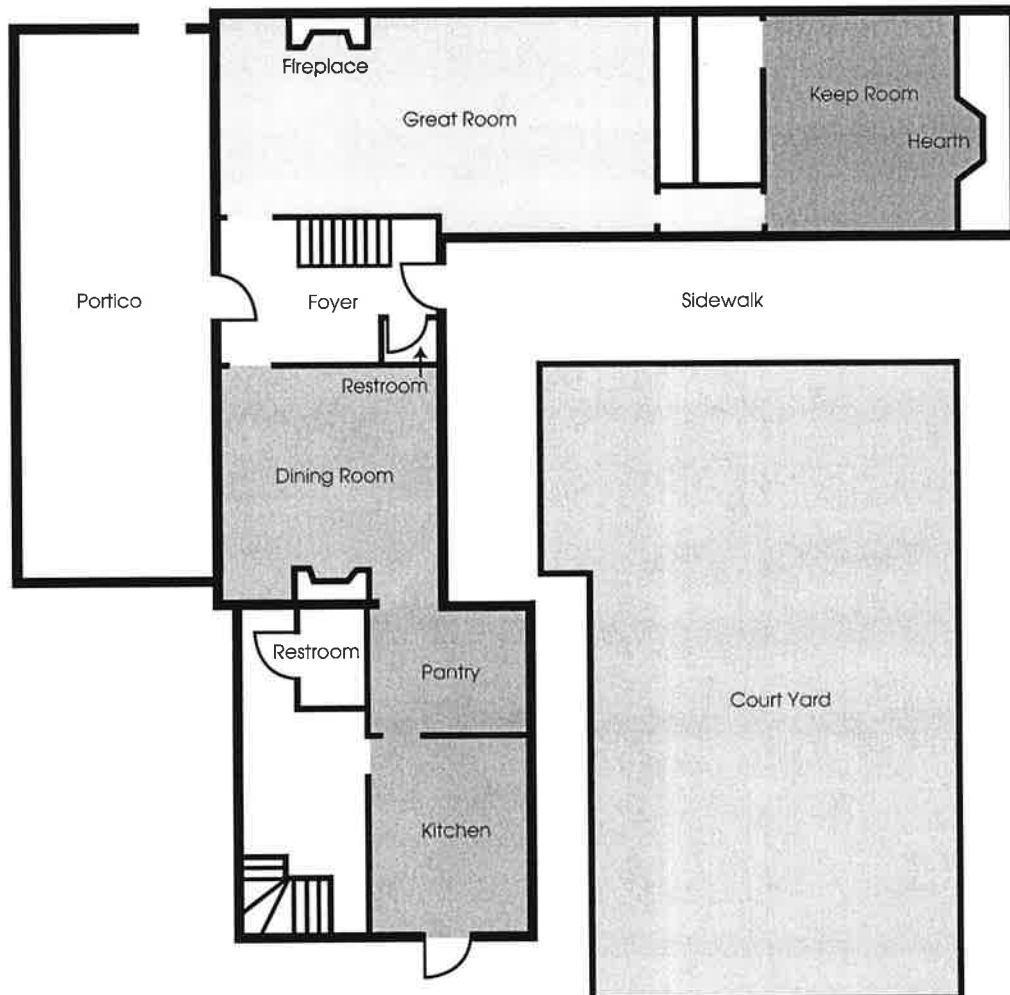 Fireplace
Great Room
Keep Room
Hearth
Portico
Foyer
Sidewalk
Restroom
Dining Room
Restroom
Pantry
Court Yard
Kitchen